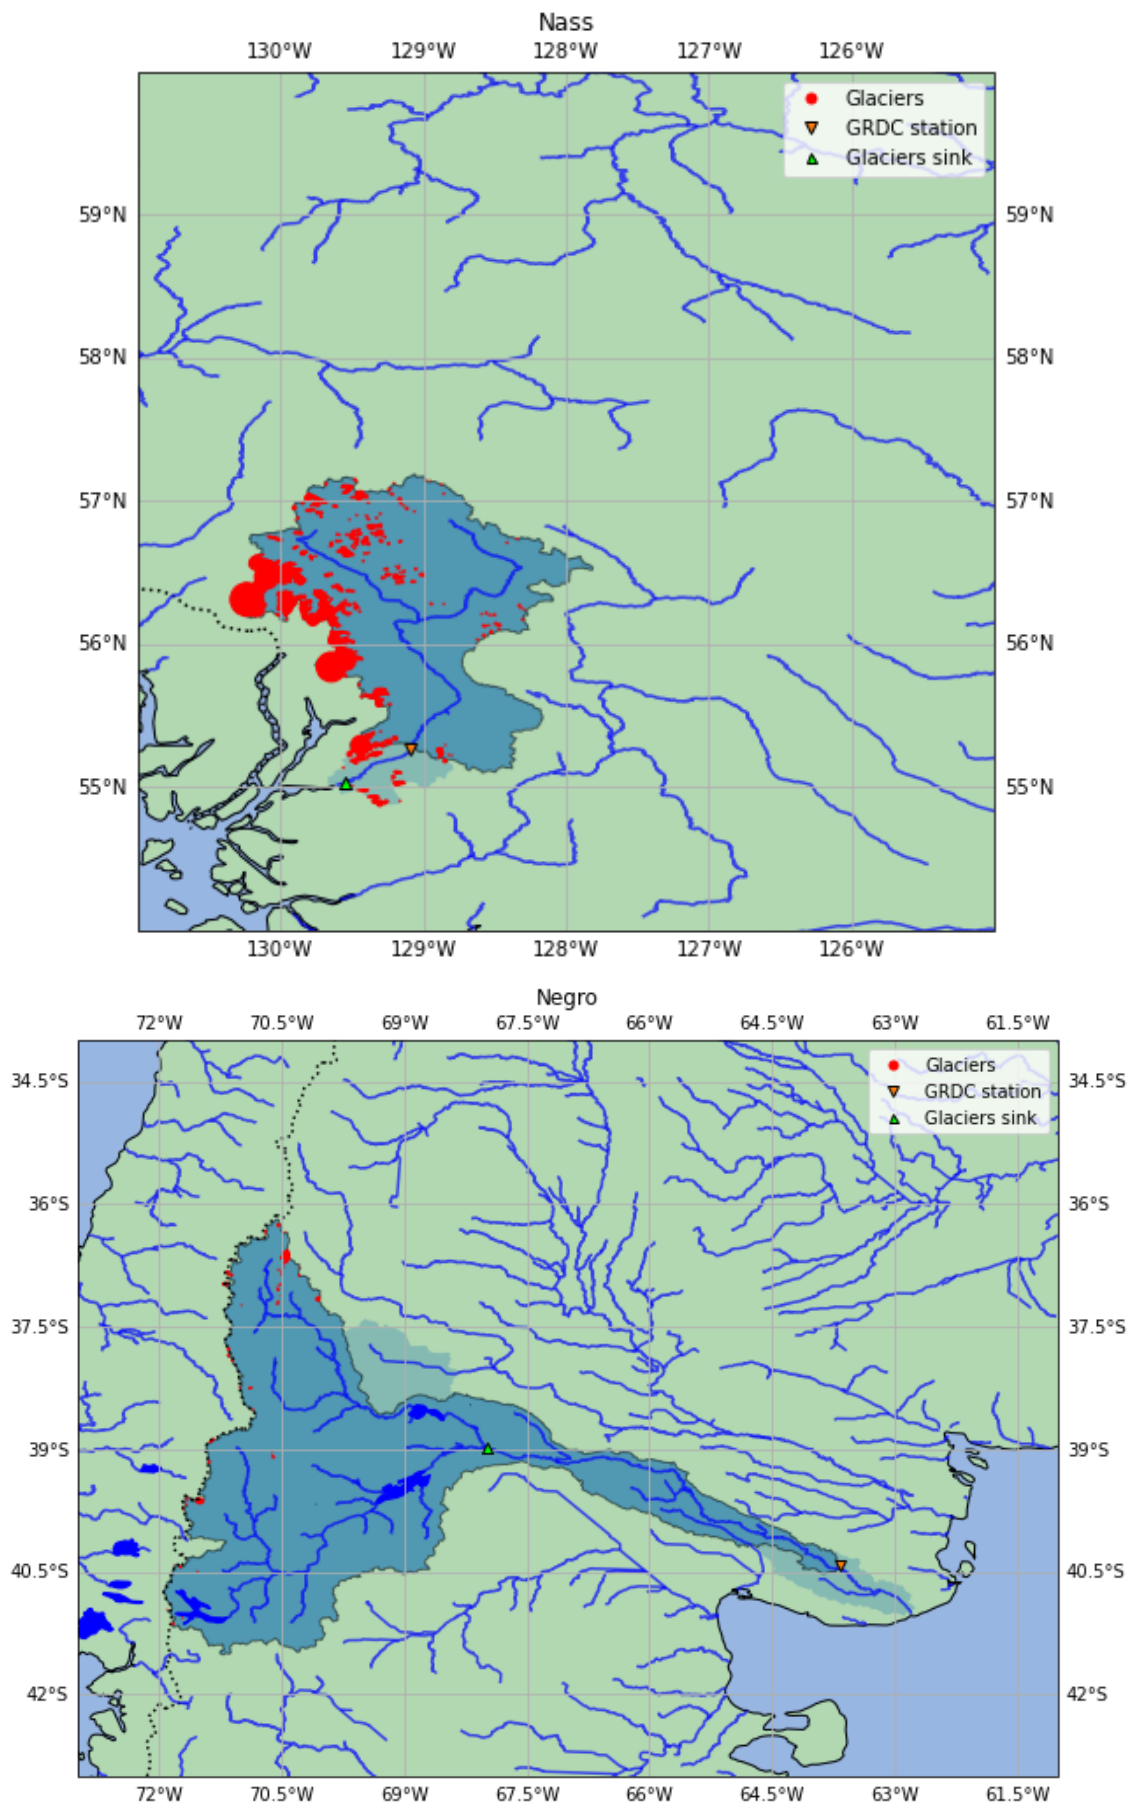 Nass
130°W 129°W 128°W 127°W 126°W
Glaciers
GRDC station
Glaciers sink
59°N 59°N
58°N 58°N
57°N 57°N
56°N 56°N
55°N 55°N
130°W 129°W 128°W 127°W 126°W
Negro
72°W 70.5°W 69°W 67.5°W 66°W 64.5°W 63°W 61.5°W
Glaciers
GRDC station
Glaciers sink
34.5°S 34.5°S
36°S 36°S
37.5°S 37.5°S
39°S 39°S
40.5°S 40.5°S
42°S 42°S
72°W 70.5°W 69°W 67.5°W 66°W 64.5°W 63°W 61.5°W